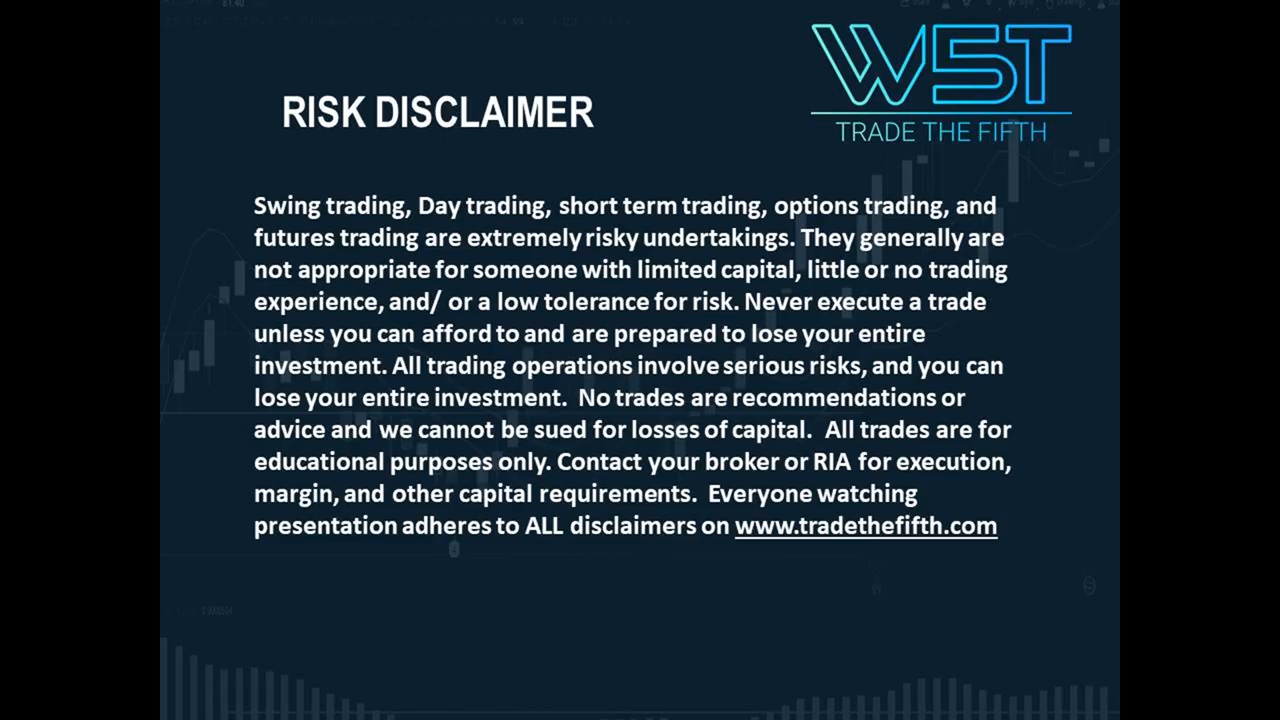 W5T
TRADE THE FIFTH
RISK DISCLAIMER
Swing trading, Day trading, short term trading, options trading, and
futures trading are extremely risky undertakings. They generally are
not appropriate for someone with limited capital, little or no trading
experience, and/ or a low tolerance for risk. Never execute a trade
unless you can afford to and are prepared to lose your entire
investment. All trading operations involve serious risks, and you can
lose your entire investment.  No trades are recommendations or
advice and we cannot be sued for losses of capital.  All trades are for
educational purposes only. Contact your broker or RIA for execution,
margin, and other capital requirements.  Everyone watching
presentation adheres to ALL disclaimers on www.tradethefifth.com